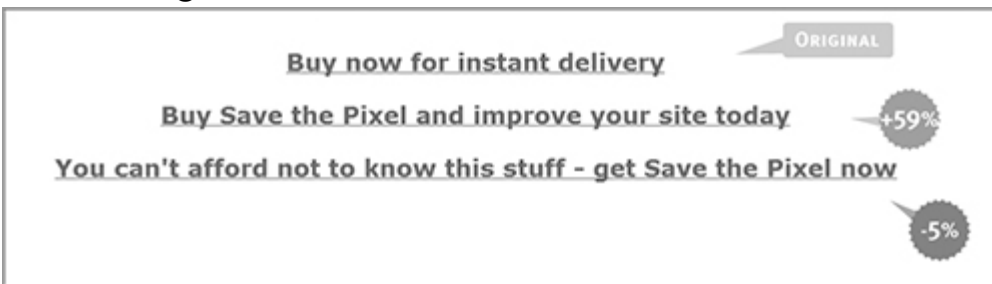 ORIGINAL
Buy now for instant delivery
Buy Save the Pixel and improve your site today
+59%
You can't afford not to know this stuff - get Save the Pixel now
-5%